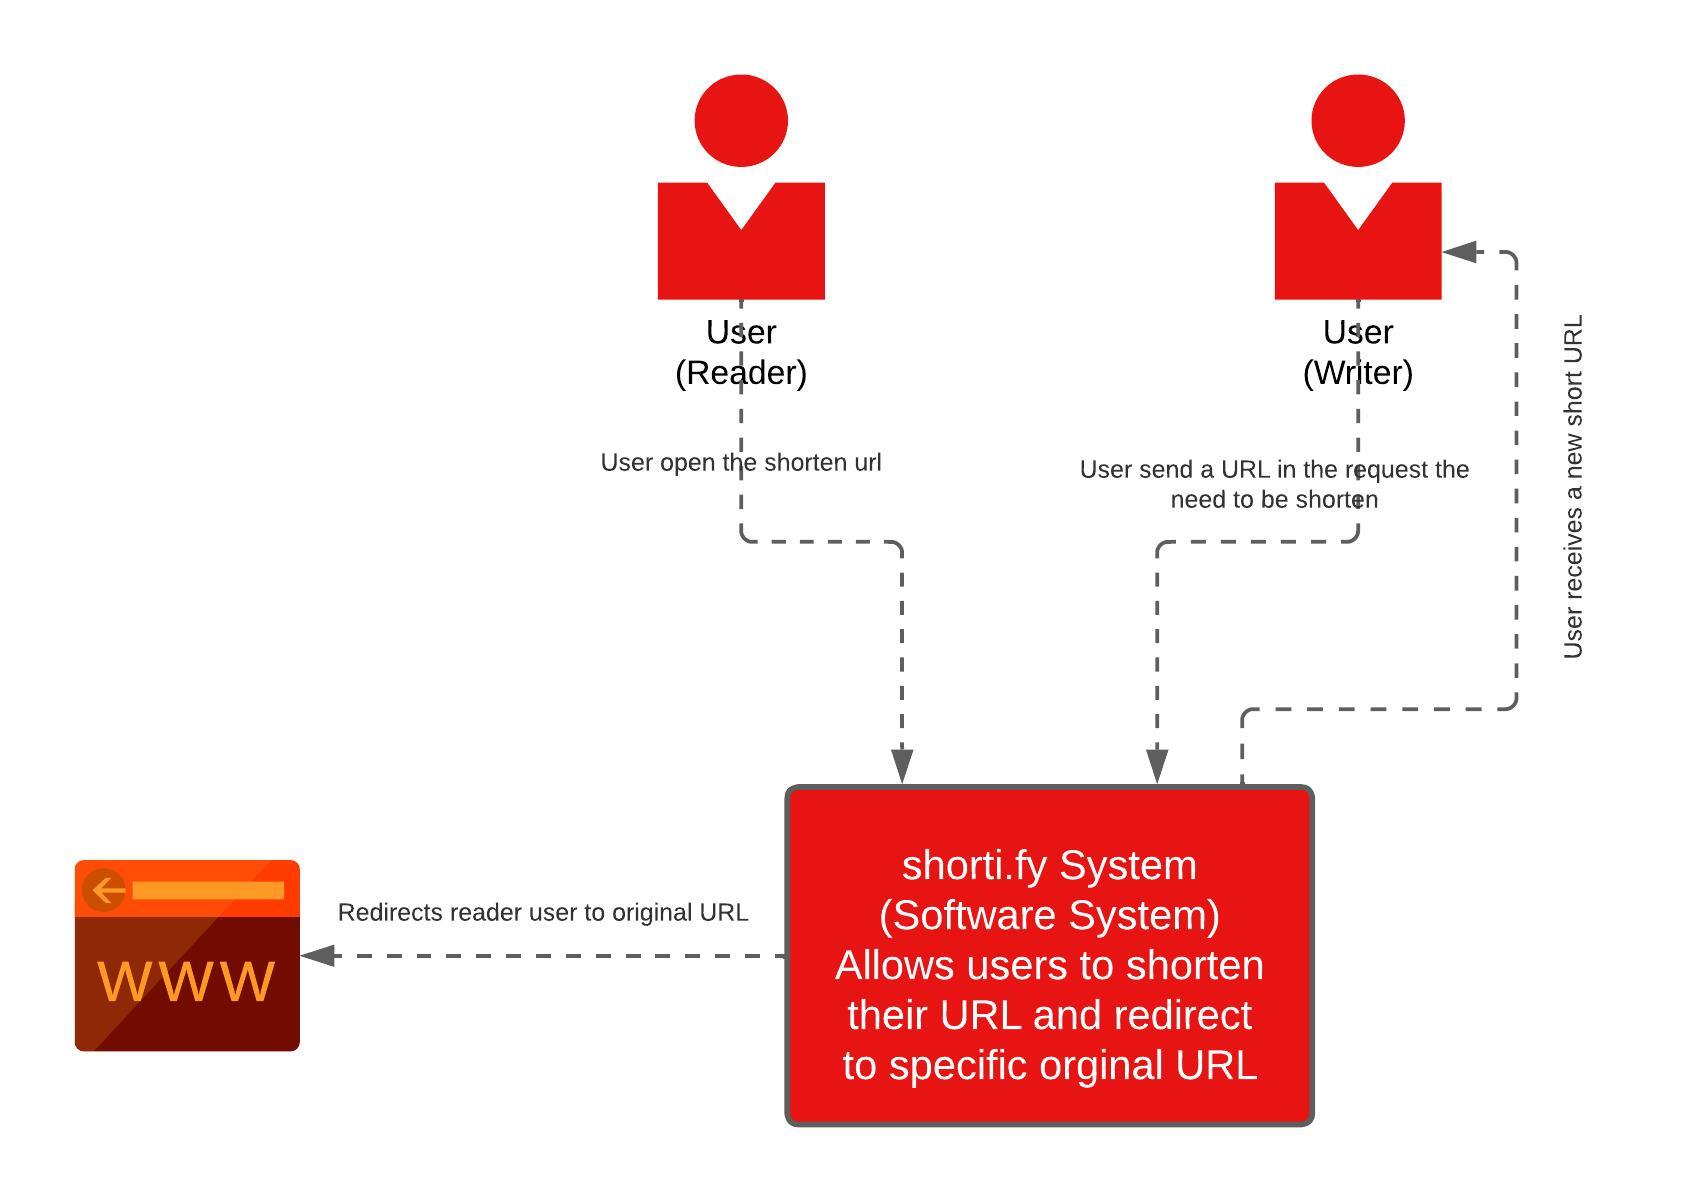 User
(Reader)
User
(Writer)
User open the shorten url
User send a URL in the request the
need to be shorten
User receives a new short URL
Redirects reader user to original URL
WWW
shorti.fy System
(Software System)
Allows users to shorten
their URL and redirect
to specific orginal URL